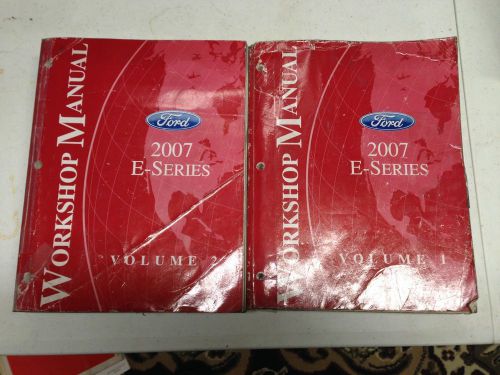 WORKSHOP MANUAL
Ford
2007
E-SERIES
VOLUME 2
WORKSHOP MANUAL
Ford
2007
E-SERIES
VOLUME 1